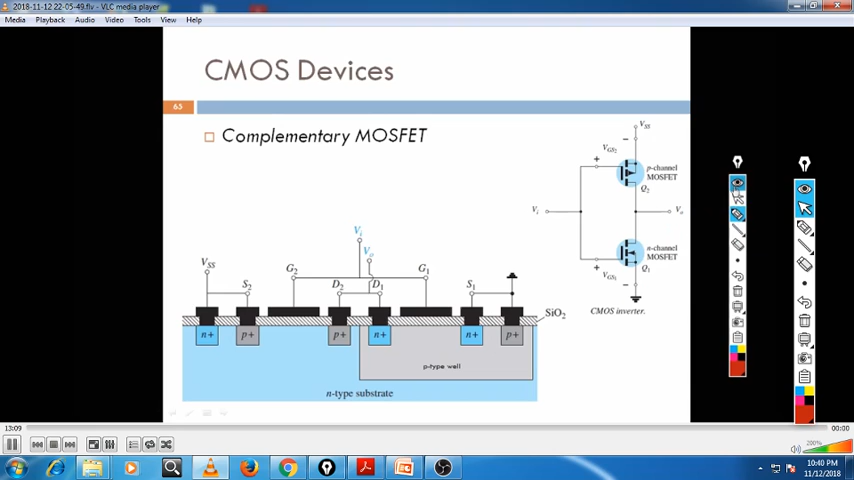 2018-11-12 22-05-49.flv - VLC media player
Media Playback Audio Video Tools View Help
CMOS Devices
65
Complementary MOSFET
VSS
VGS2
p-channel
MOSFET
Q2
Vi
Vo
n-channel
MOSFET
VGS1
Q1
CMOS inverter.
Vi
Vo
VSS
S2
G2
D2
D1
G1
S1
SiO2
n+
p+
p+
n+
n+
p+
p-type well
n-type substrate
13:09
00:00
200%
10:40 PM
11/12/2018